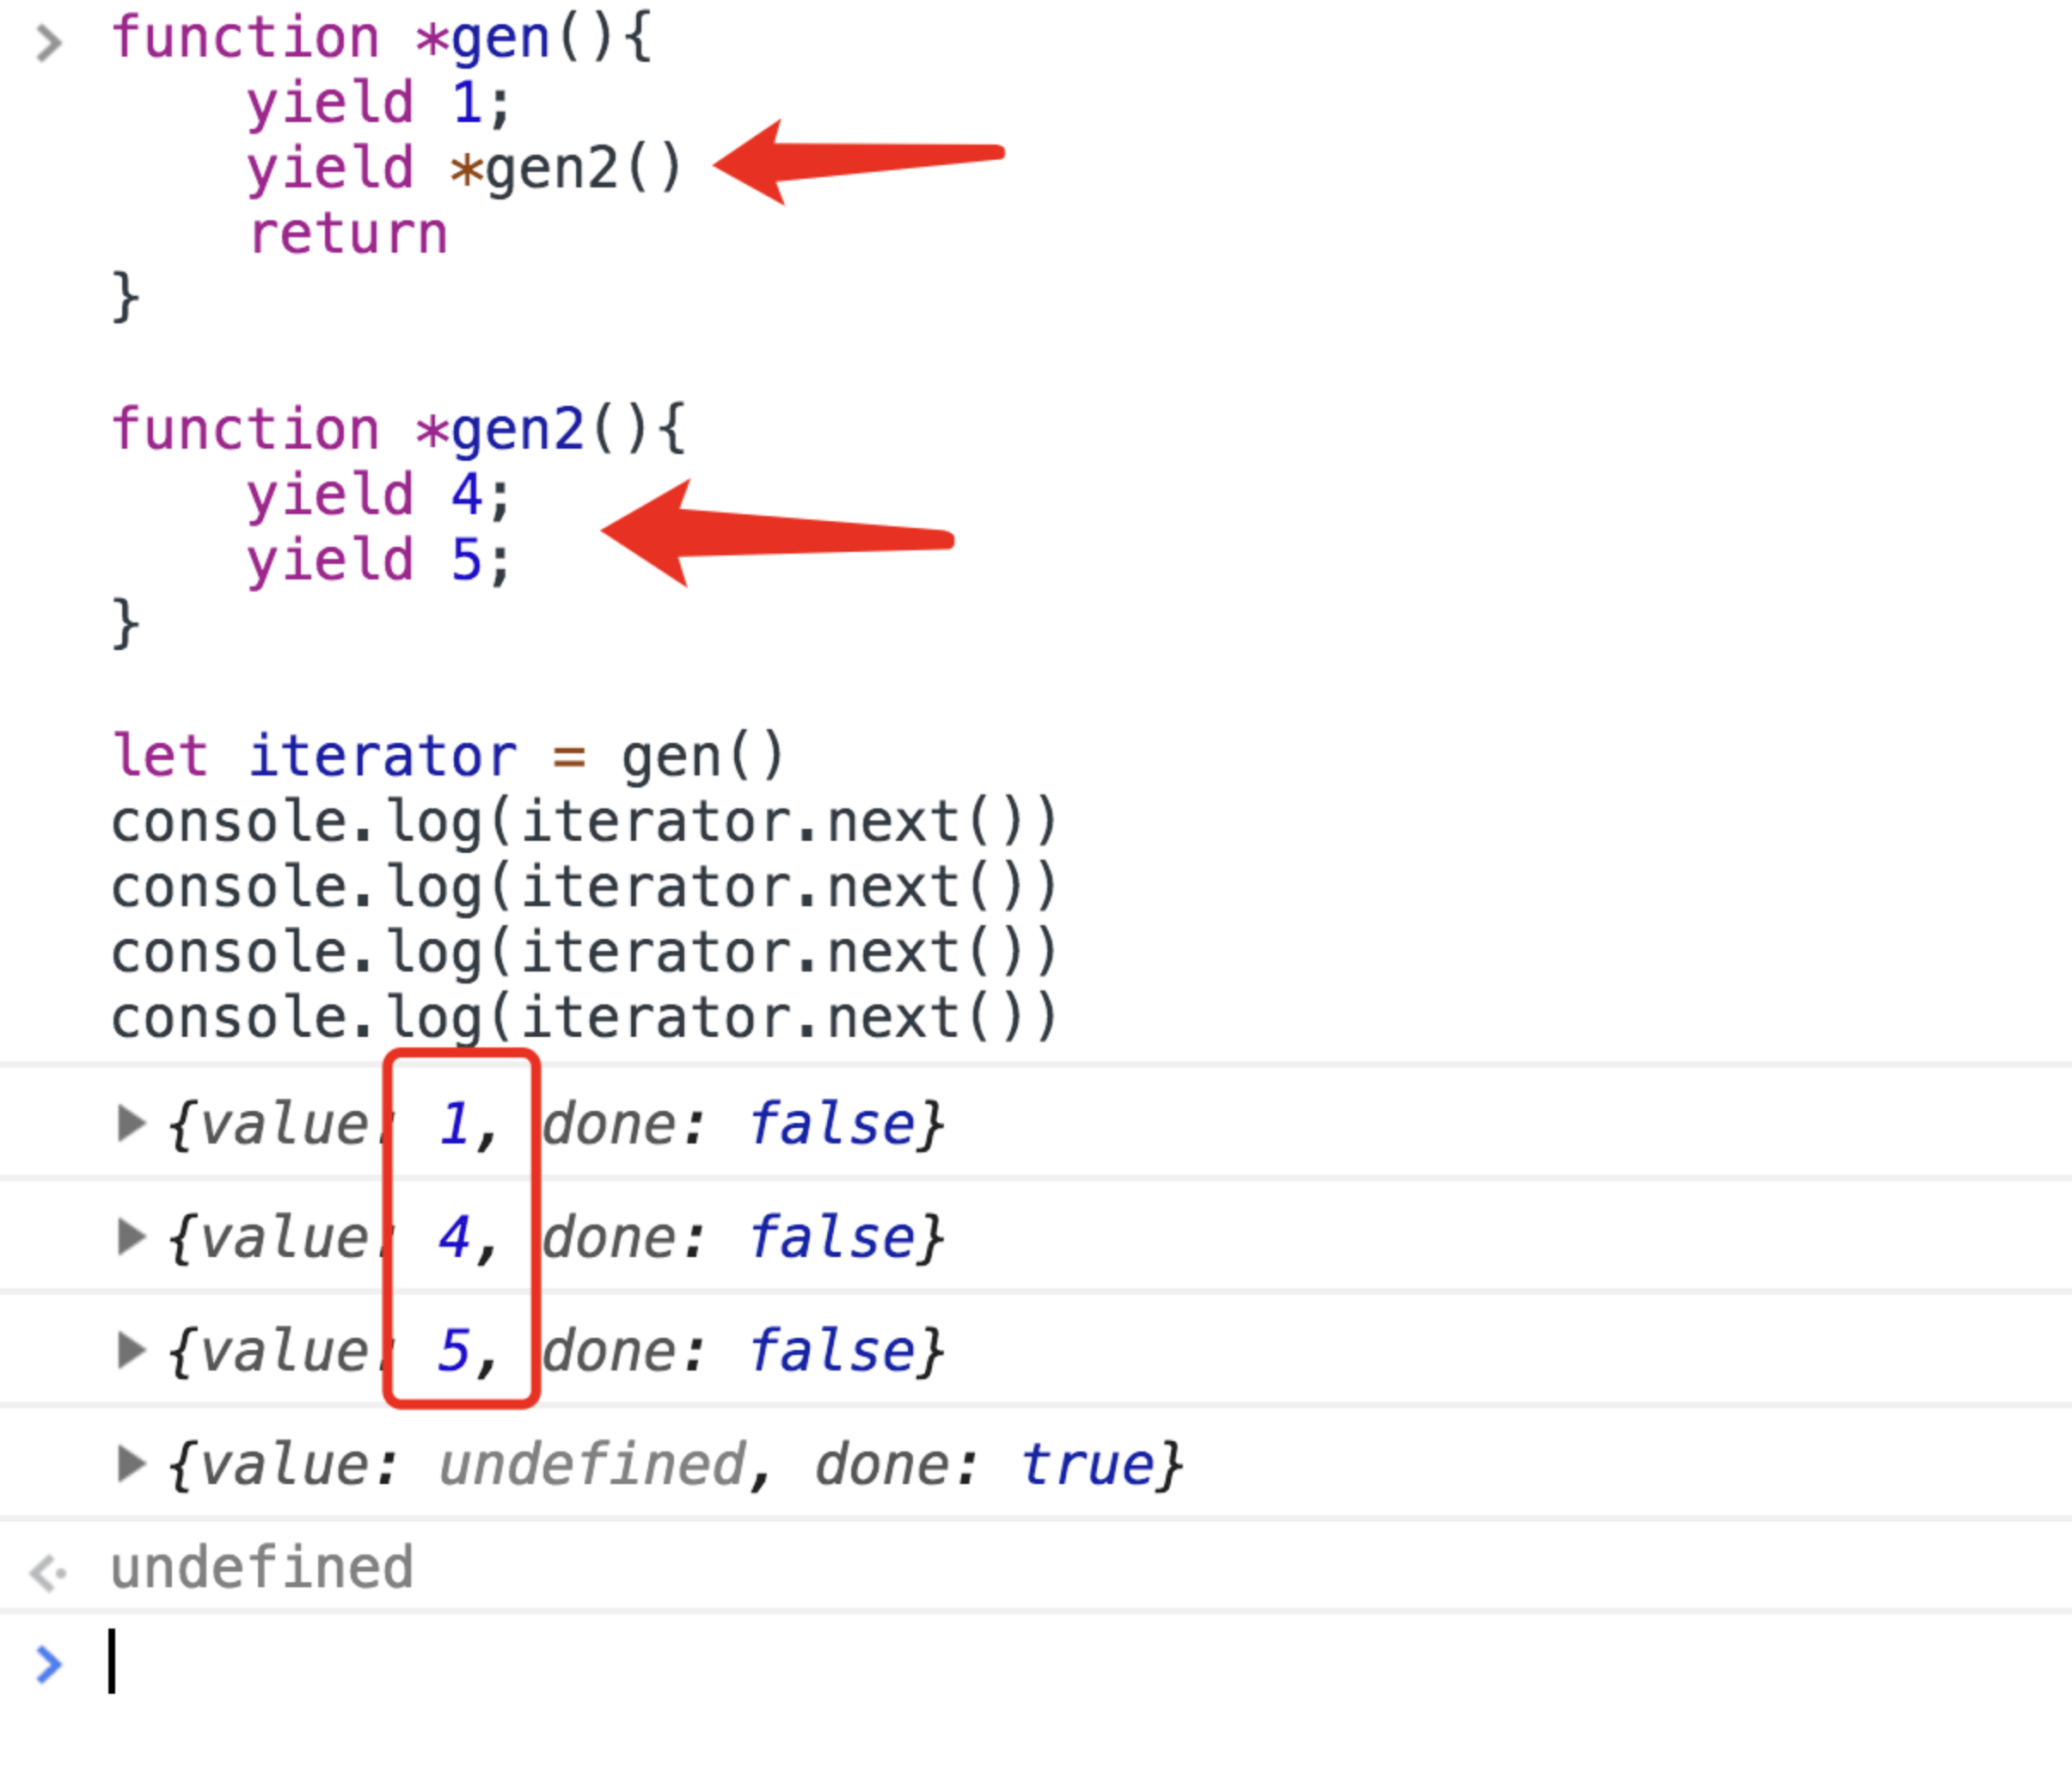 function *gen(){
yield 1;
yield *gen2()
return
}
function *gen2(){
yield 4;
yield 5;
}
let iterator = gen()
console.log(iterator.next())
console.log(iterator.next())
console.log(iterator.next())
console.log(iterator.next())
{value: 1, done: false}
{value: 4, done: false}
{value: 5, done: false}
{value: undefined, done: true}
undefined